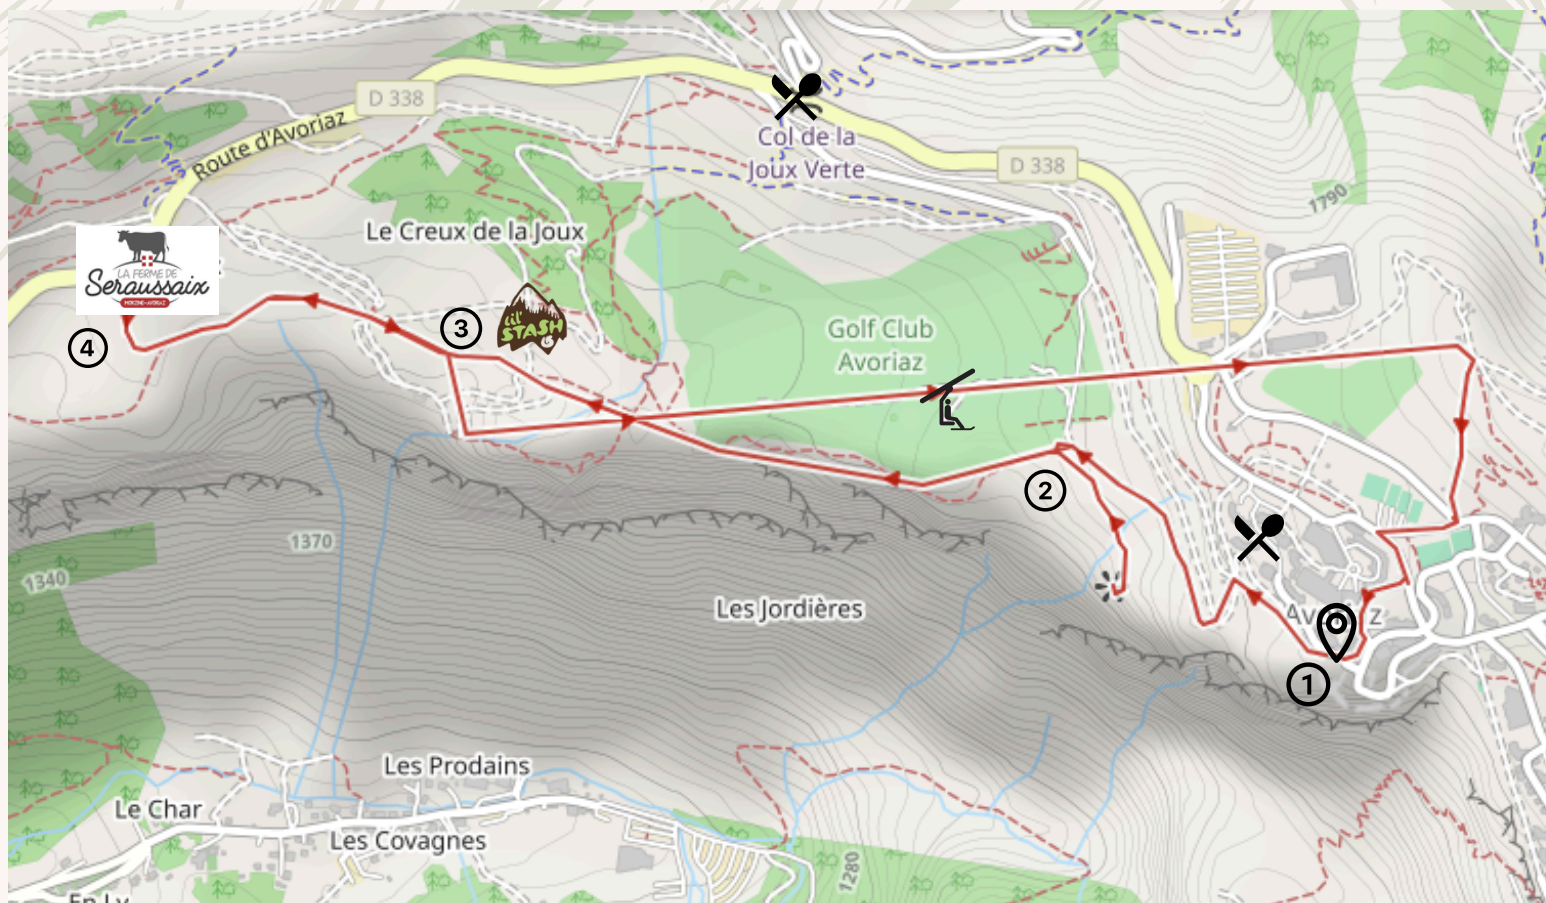 D 338
Route d'Avoriaz
Col de la
Joux Verte
D 338
1790
Le Creux de la Joux
LA FERME DE
Seraussaix
MORZINE-AVORIAZ
4
3
LIL'
STASH
Golf Club
Avoriaz
2
1370
1340
Les Jordières
Av
z
1
Les Prodains
Le Char
Les Covagnes
1280